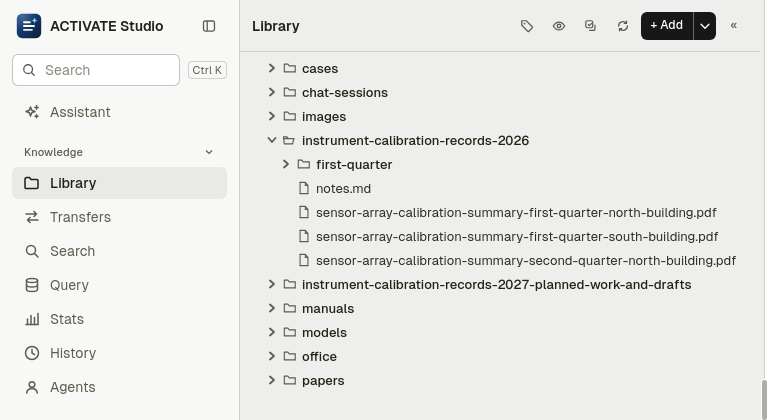 ACTIVATE Studio
Search
Ctrl K
Assistant
Knowledge
Library
Transfers
Search
Query
Stats
History
Agents
Library
+ Add
«
cases
chat-sessions
images
instrument-calibration-records-2026
first-quarter
notes.md
sensor-array-calibration-summary-first-quarter-north-building.pdf
sensor-array-calibration-summary-first-quarter-south-building.pdf
sensor-array-calibration-summary-second-quarter-north-building.pdf
instrument-calibration-records-2027-planned-work-and-drafts
manuals
models
office
papers